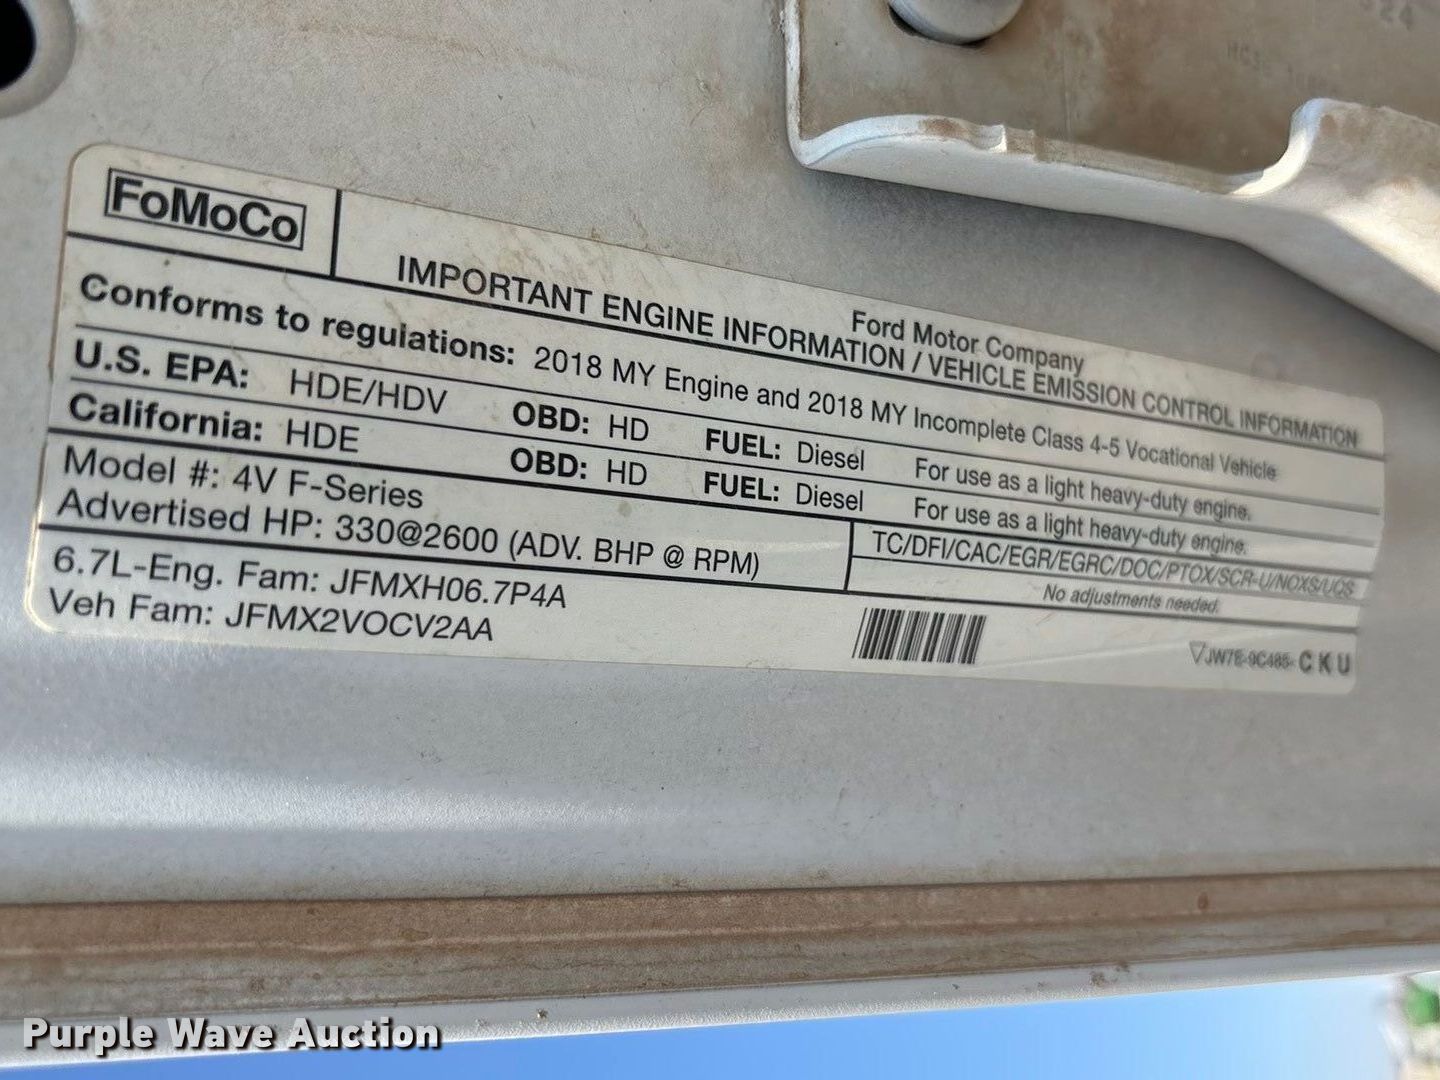 24
FoMoCo
Ford Motor Company
IMPORTANT ENGINE INFORMATION / VEHICLE EMISSION CONTROL INFORMATION
Conforms to regulations: 2018 MY Engine and 2018 MY Incomplete Class 4-5 Vocational Vehicle
U.S. EPA: HDE/HDV OBD: HD FUEL: Diesel For use as a light heavy-duty engine.
California: HDE OBD: HD FUEL: Diesel For use as a light heavy-duty engine.
Model #: 4V F-Series
Advertised HP: 330@2600 (ADV. BHP @ RPM)
TC/DFI/CAC/EGR/EGRC/DOC/PTOX/SCR-U/NOXS/UQS
No adjustments needed.
6.7L-Eng. Fam: JFMXH06.7P4A
Veh Fam: JFMX2VOCV2AA
JW7E-9C485- CKU
Purple Wave Auction